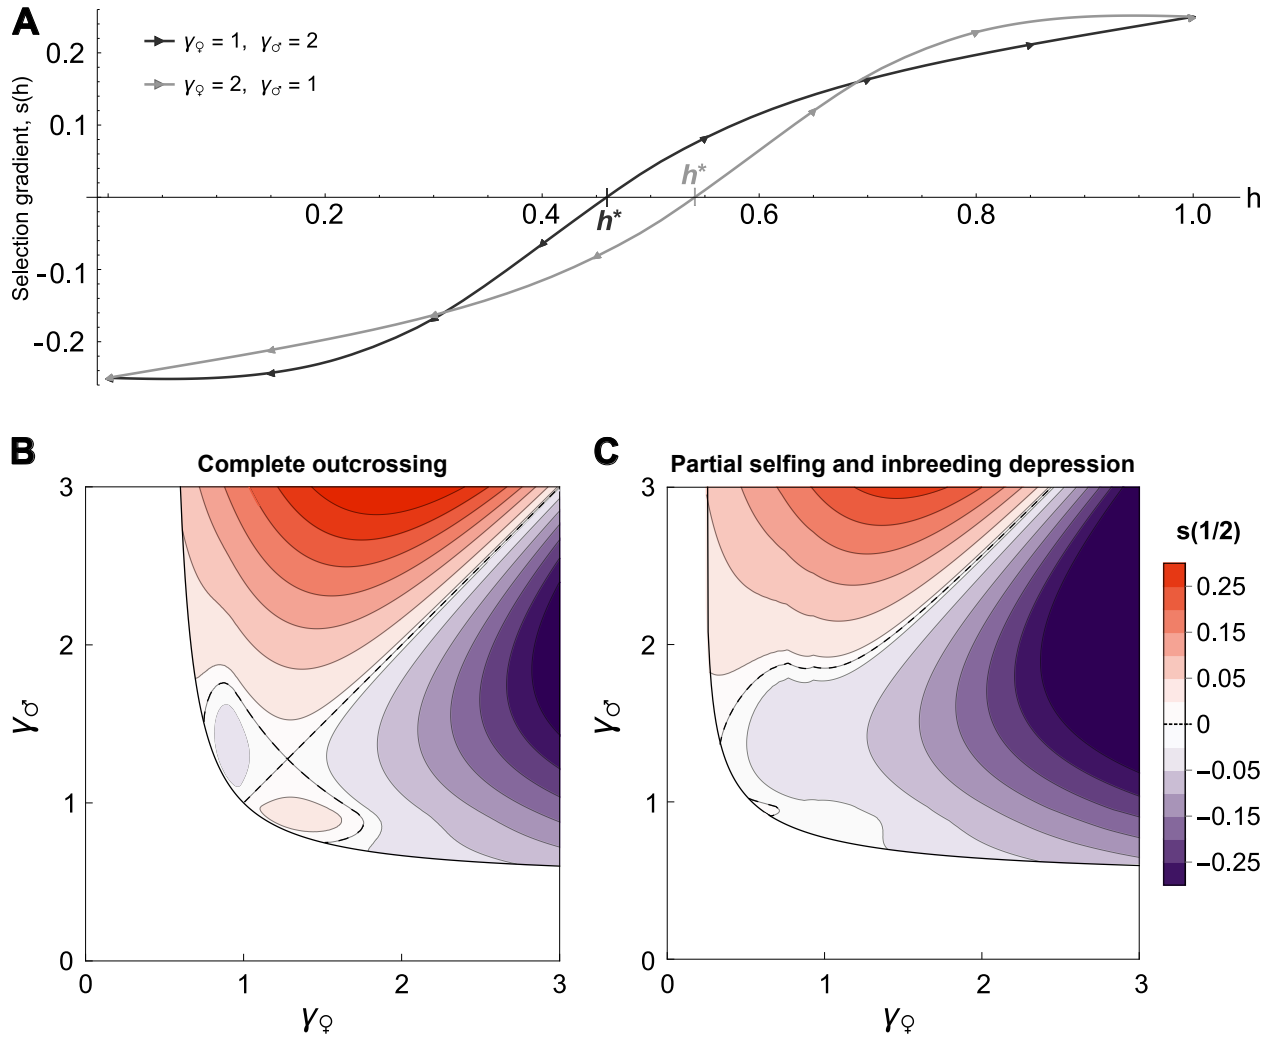 A
γ♀ = 1, γ♂ = 2
γ♀ = 2, γ♂ = 1
Selection gradient, s(h)
0.2
0.1
-0.1
-0.2
h*
h*
0.2 0.4 0.6 0.8 1.0
h
B
Complete outcrossing
3
2
1
0
γ♂
0 1 2 3
γ♀
C
Partial selfing and inbreeding depression
3
2
1
0
γ♂
0 1 2 3
γ♀
s(1/2)
0.25
0.15
0.05
0
−0.05
−0.15
−0.25